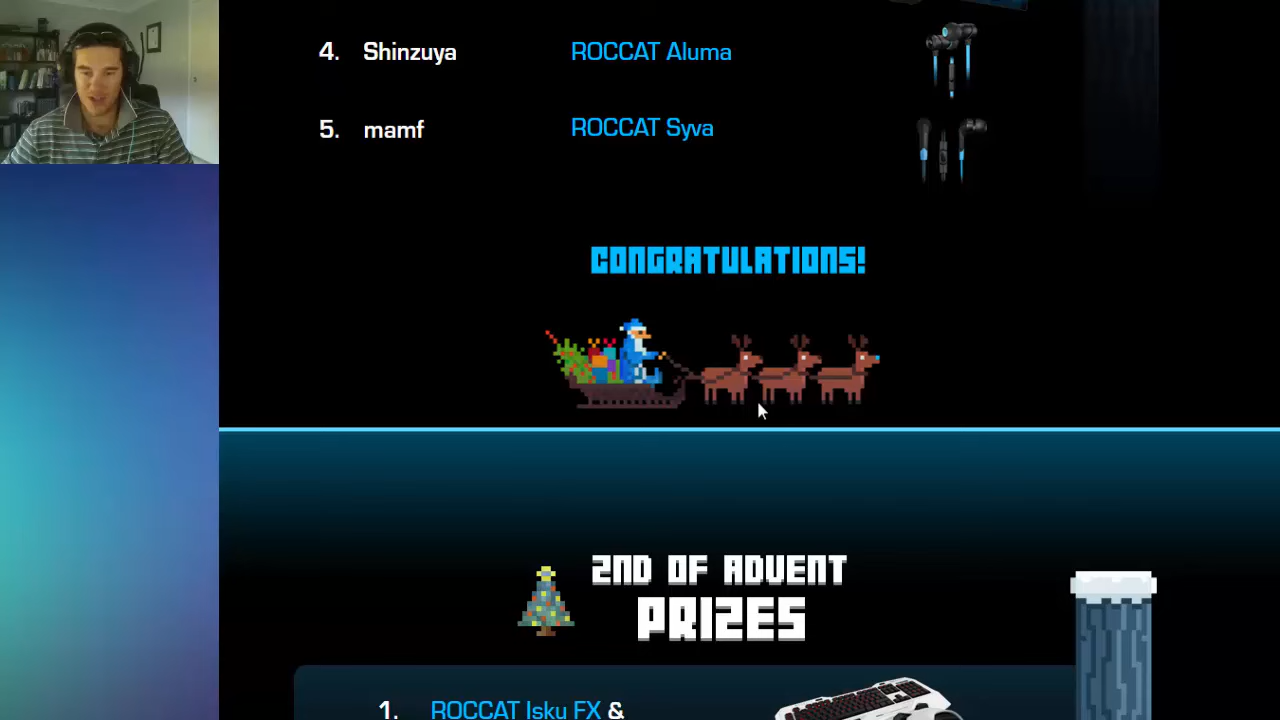 4. Shinzuya ROCCAT Aluma
5. mamf ROCCAT Syva
CONGRATULATIONS!
2ND OF ADVENT
PRIZES
1. ROCCAT Isku FX &